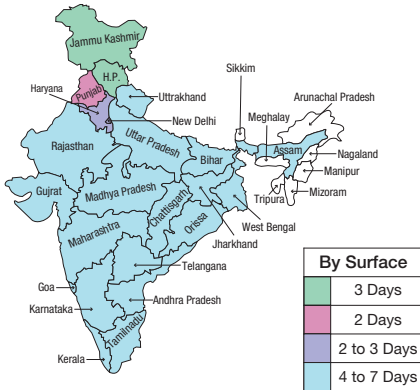 Jammu Kashmir
H.P.
Punjab
Haryana
Uttrakhand
New Delhi
Sikkim
Arunachal Pradesh
Meghalay
Rajasthan
Uttar Pradesh
Bihar
Assam
Nagaland
Manipur
Mizoram
Tripura
Gujrat
Madhya Pradesh
Chattisgarh
Jharkhand
West Bengal
Orissa
Maharashtra
Telangana
Goa
Karnataka
Andhra Pradesh
Tamilnadu
Kerala
By Surface
3 Days
2 Days
2 to 3 Days
4 to 7 Days